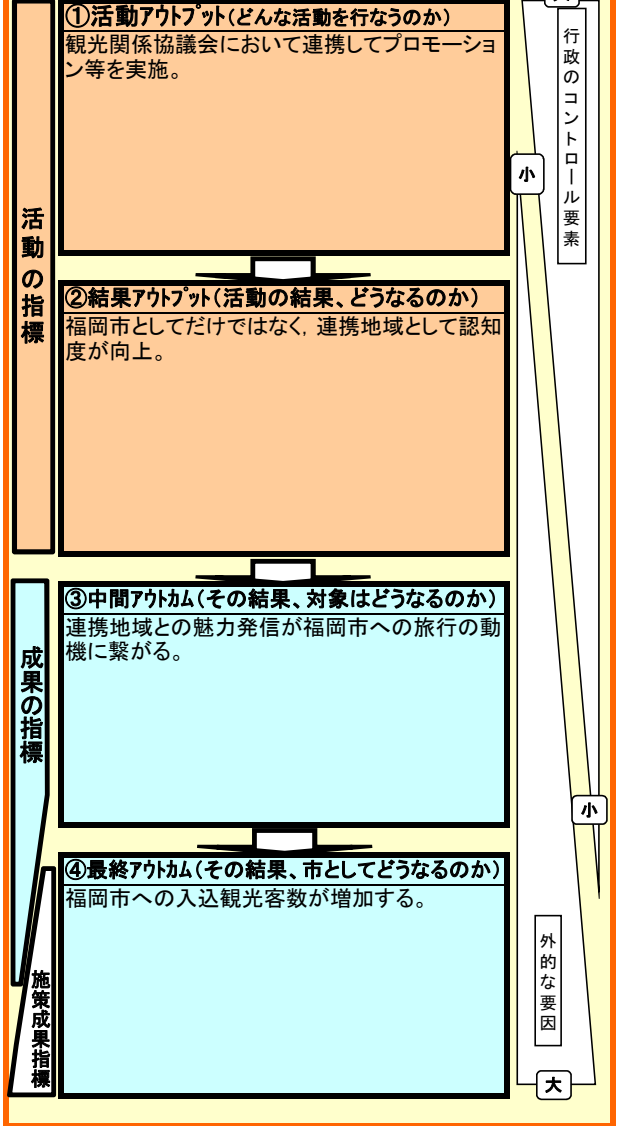 ①活動アウトプット(どんな活動を行なうのか)
観光関係協議会において連携してプロモーショ
ン等を実施。
②結果アウトプット(活動の結果、どうなるのか)
福岡市としてだけではなく，連携地域として認知
度が向上。
③中間アウトカム(その結果、対象はどうなるのか)
連携地域との魅力発信が福岡市への旅行の動
機に繋がる。
④最終アウトカム(その結果、市としてどうなるのか)
福岡市への入込観光客数が増加する。
活動の指標
成果の指標
施策成果指標
行政のコントロール要素
小
小
外的な要因
大